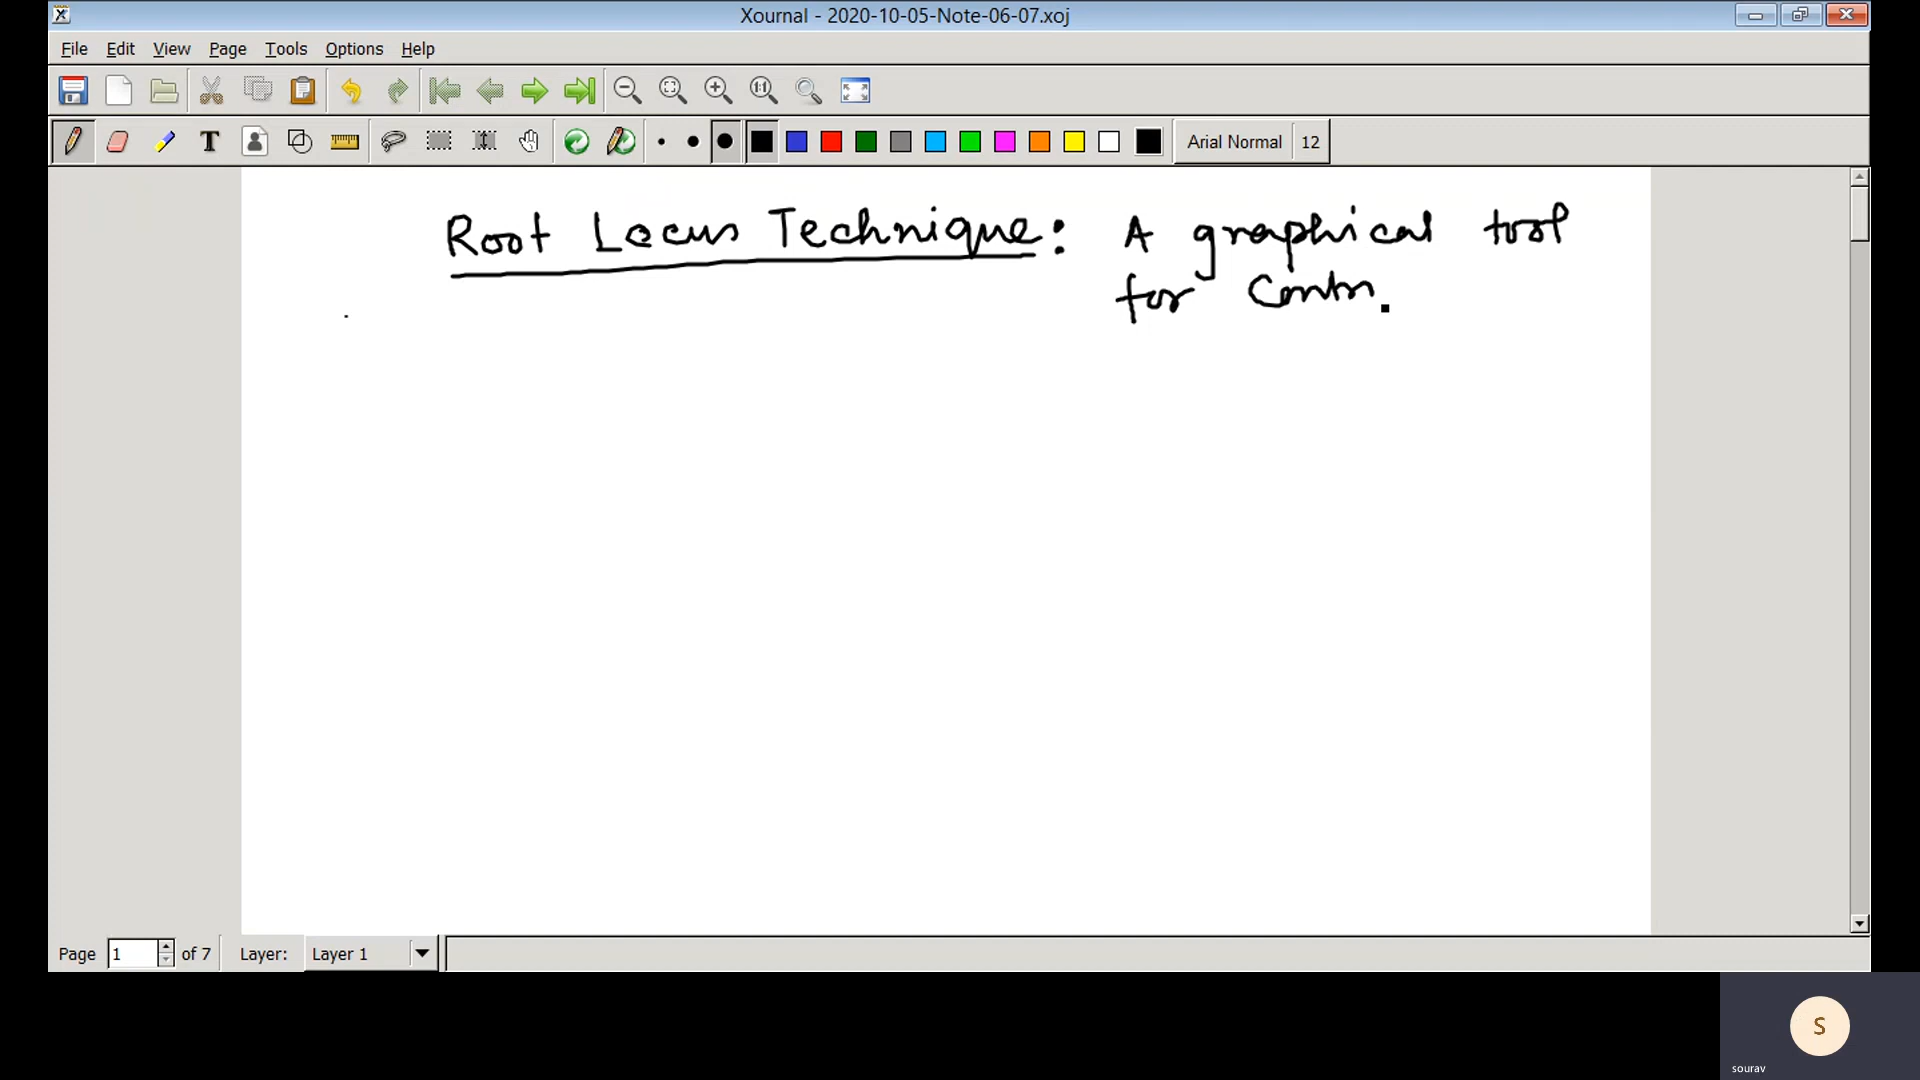 Xournal - 2020-10-05-Note-06-07.xoj
File Edit View Page Tools Options Help
Arial Normal 12
Root Locus Technique: A graphical tool
for Contr
Page 1 of 7 Layer: Layer 1
S
sourav